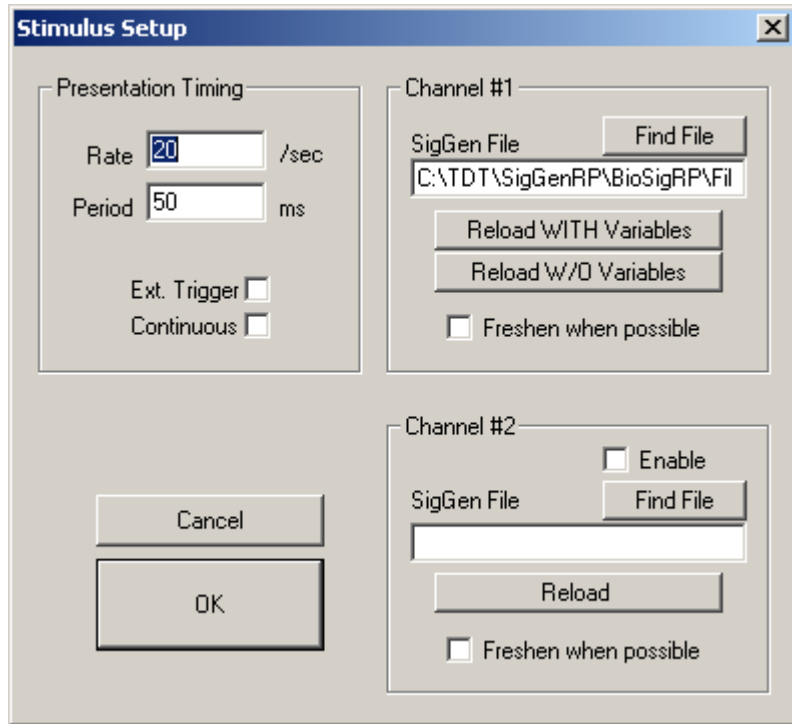 Stimulus Setup
Presentation Timing
Rate 20 /sec
Period 50 ms
Ext. Trigger
Continuous
Channel #1
SigGen File Find File
C:\TDT\SigGenRP\BioSigRP\Fil
Reload WITH Variables
Reload W/O Variables
Freshen when possible
Channel #2
Enable
SigGen File Find File
Reload
Freshen when possible
Cancel
OK